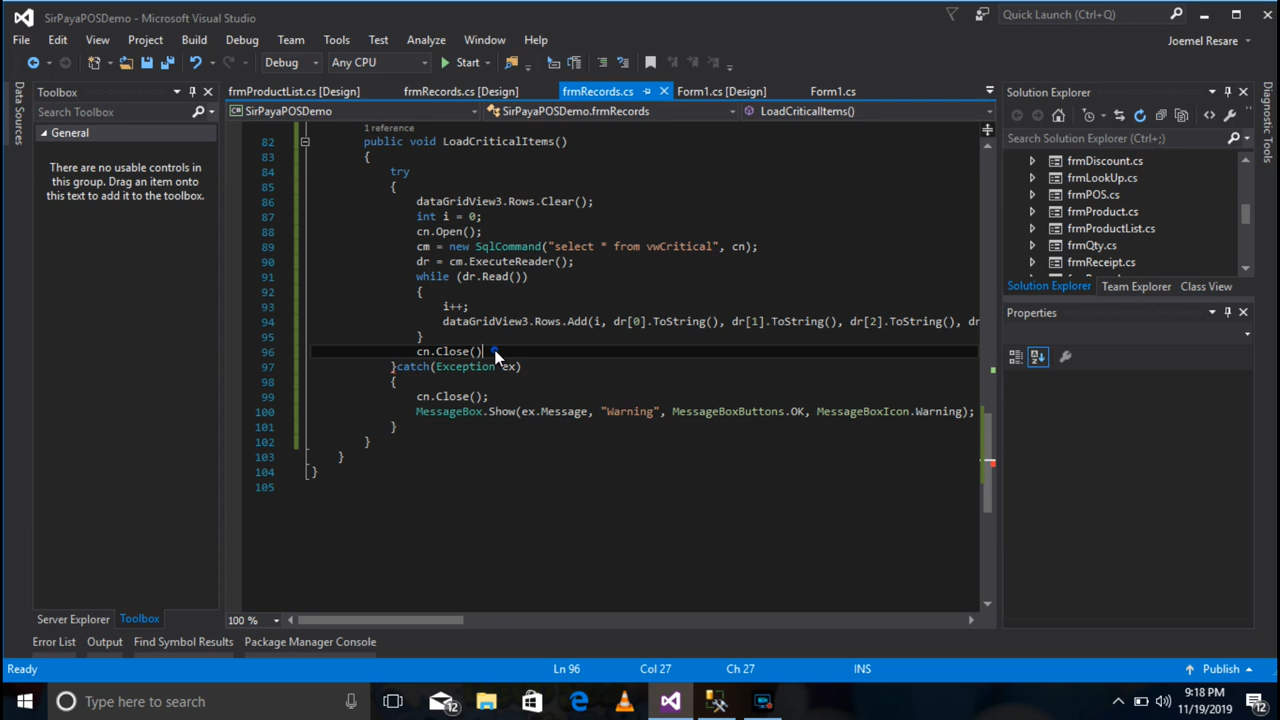 SirPayaPOSDemo - Microsoft Visual Studio
Quick Launch (Ctrl+Q)
File Edit View Project Build Debug Team Tools Test Analyze Window Help
Joemel Resare
Debug Any CPU Start
Data Sources
Toolbox
Search Toolbox
General
There are no usable controls in
this group. Drag an item onto
this text to add it to the toolbox.
frmProductList.cs [Design] frmRecords.cs [Design] frmRecords.cs Form1.cs [Design] Form1.cs
SirPayaPOSDemo SirPayaPOSDemo.frmRecords LoadCriticalItems()
1 reference
82 public void LoadCriticalItems()
83 {
84 try
85 {
86 dataGridView3.Rows.Clear();
87 int i = 0;
88 cn.Open();
89 cm = new SqlCommand("select * from vwCritical", cn);
90 dr = cm.ExecuteReader();
91 while (dr.Read())
92 {
93 i++;
94 dataGridView3.Rows.Add(i, dr[0].ToString(), dr[1].ToString(), dr[2].ToString(), dr
95 }
96 cn.Close()
97 }catch(Exception ex)
98 {
99 cn.Close();
100 MessageBox.Show(ex.Message, "Warning", MessageBoxButtons.OK, MessageBoxIcon.Warning);
101 }
102 }
103 }
104 }
105
100 %
Solution Explorer
Search Solution Explorer (Ctrl+;)
frmDiscount.cs
frmLookUp.cs
frmPOS.cs
frmProduct.cs
frmProductList.cs
frmQty.cs
frmReceipt.cs
Solution Explorer Team Explorer Class View
Properties
Server Explorer Toolbox
Error List Output Find Symbol Results Package Manager Console
Ready Ln 96 Col 27 Ch 27 INS Publish
Type here to search
12
9:18 PM
11/19/2019
12